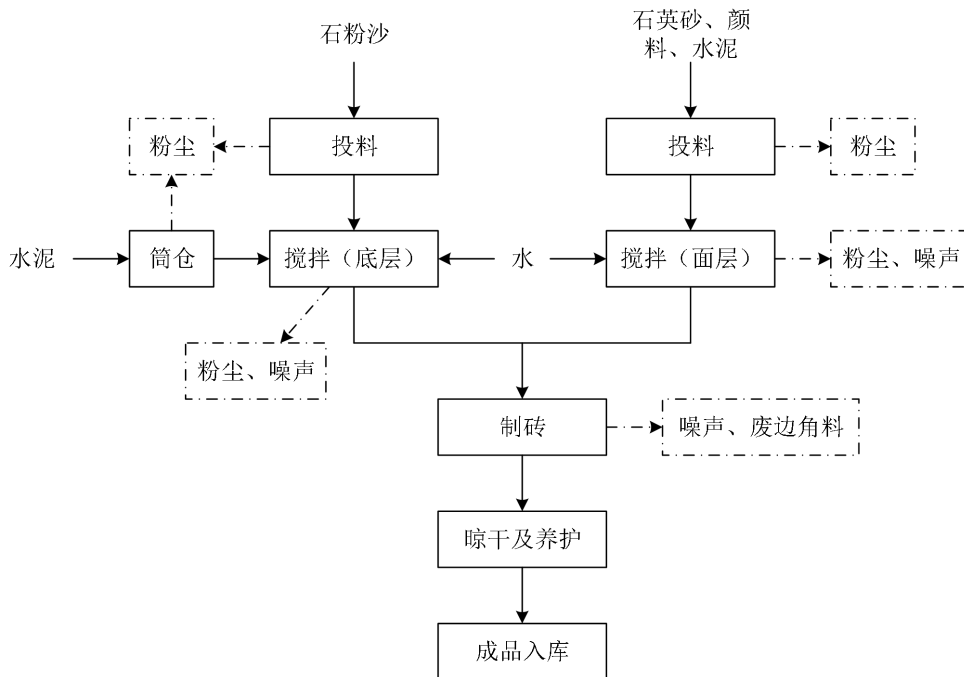 石粉沙
石英砂、颜
料、水泥
粉尘
投料
投料
粉尘
水泥
筒仓
搅拌（底层）
水
搅拌（面层）
粉尘、噪声
粉尘、噪声
制砖
噪声、废边角料
晾干及养护
成品入库